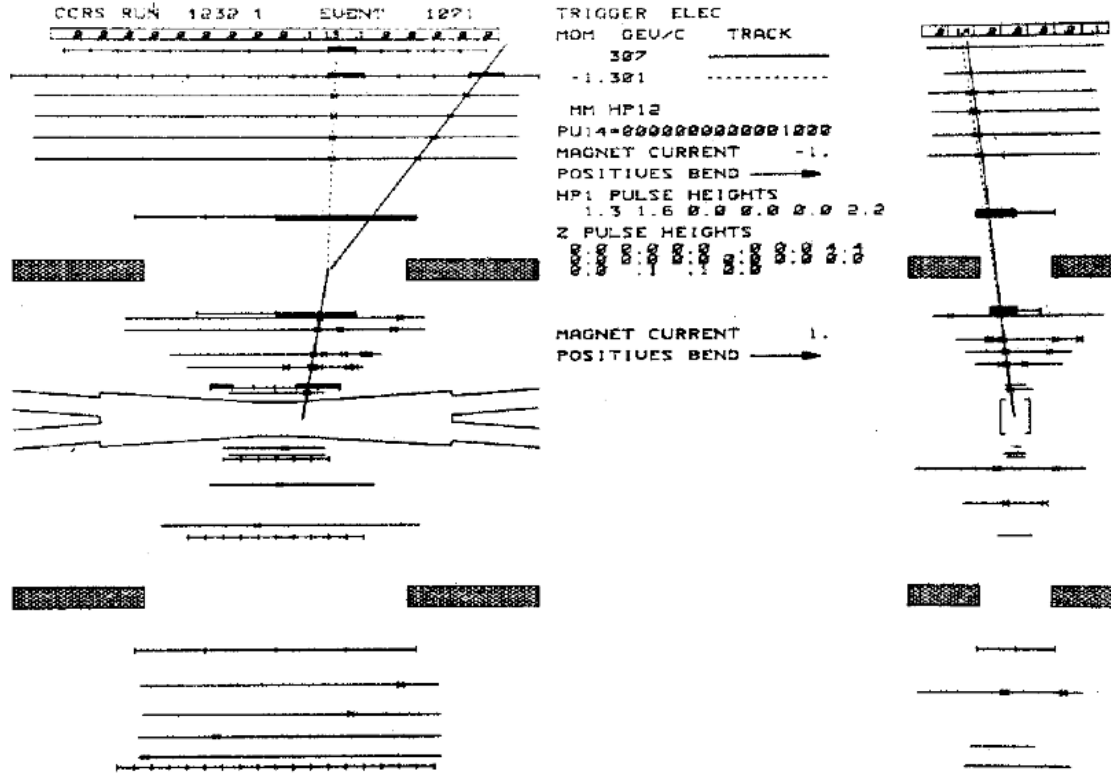 CCRS RUN 1232 1 EVENT 1071
TRIGGER ELEC
MOM GEV/C TRACK
307
-1.301
MM HP12
PU14=0000000000001000
MAGNET CURRENT -1.
POSITIVES BEND
HP1 PULSE HEIGHTS
1.3 1.6 0.0 0.0 0.0 2.2
Z PULSE HEIGHTS
MAGNET CURRENT 1.
POSITIVES BEND